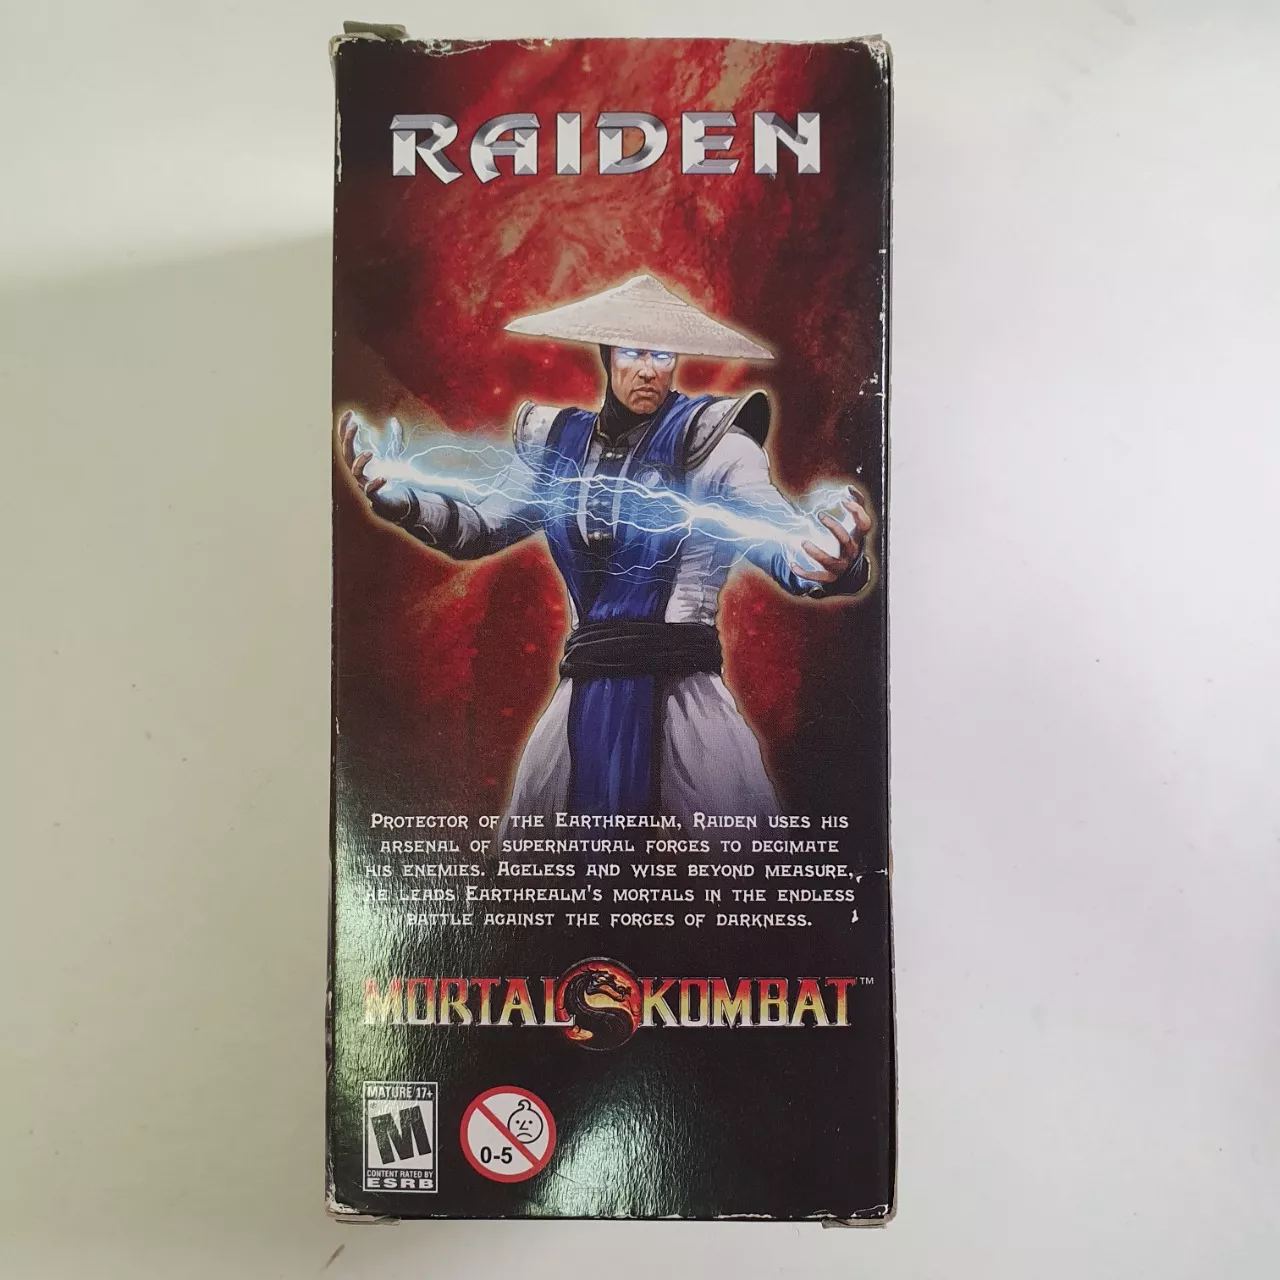 RAIDEN
PROTECTOR OF THE EARTHREALM, RAIDEN USES HIS
ARSENAL OF SUPERNATURAL FORCES TO DECIMATE
HIS ENEMIES. AGELESS AND WISE BEYOND MEASURE,
HE LEADS EARTHREALM'S MORTALS IN THE ENDLESS
BATTLE AGAINST THE FORCES OF DARKNESS.
MORTAL KOMBAT™
MATURE 17+
M
®
CONTENT RATED BY
ESRB
0-5